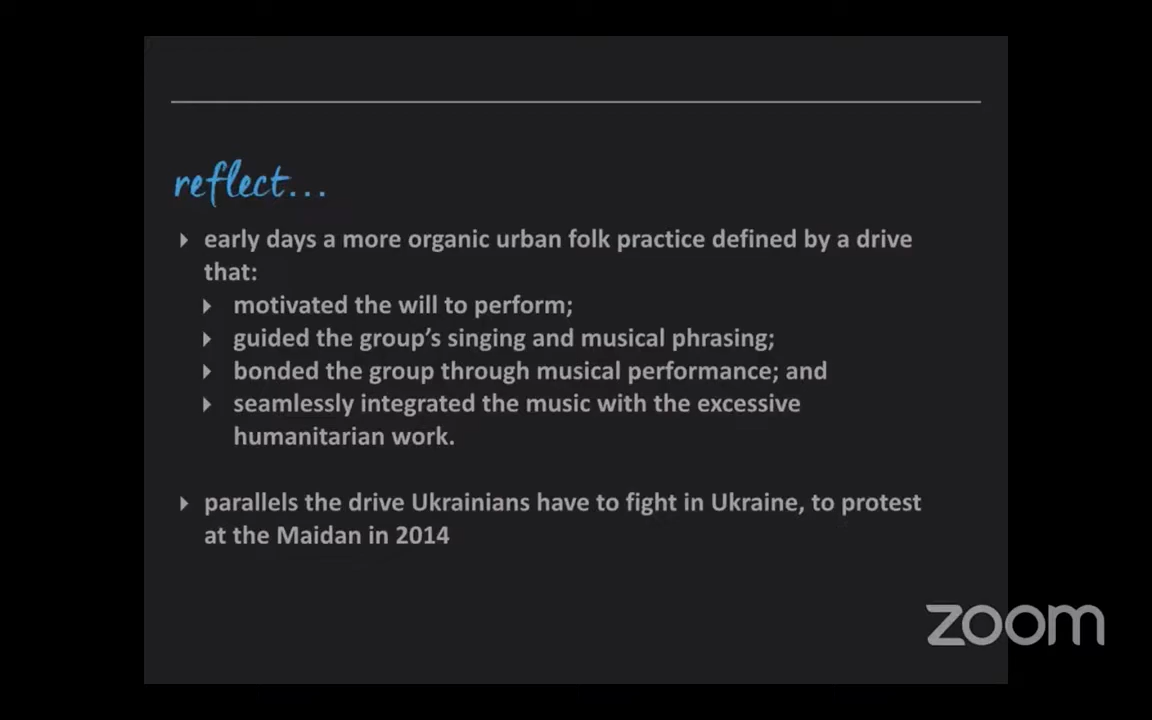 reflect...
early days a more organic urban folk practice defined by a drive
that:
motivated the will to perform;
guided the group’s singing and musical phrasing;
bonded the group through musical performance; and
seamlessly integrated the music with the excessive
humanitarian work.
parallels the drive Ukrainians have to fight in Ukraine, to protest
at the Maidan in 2014
zoom